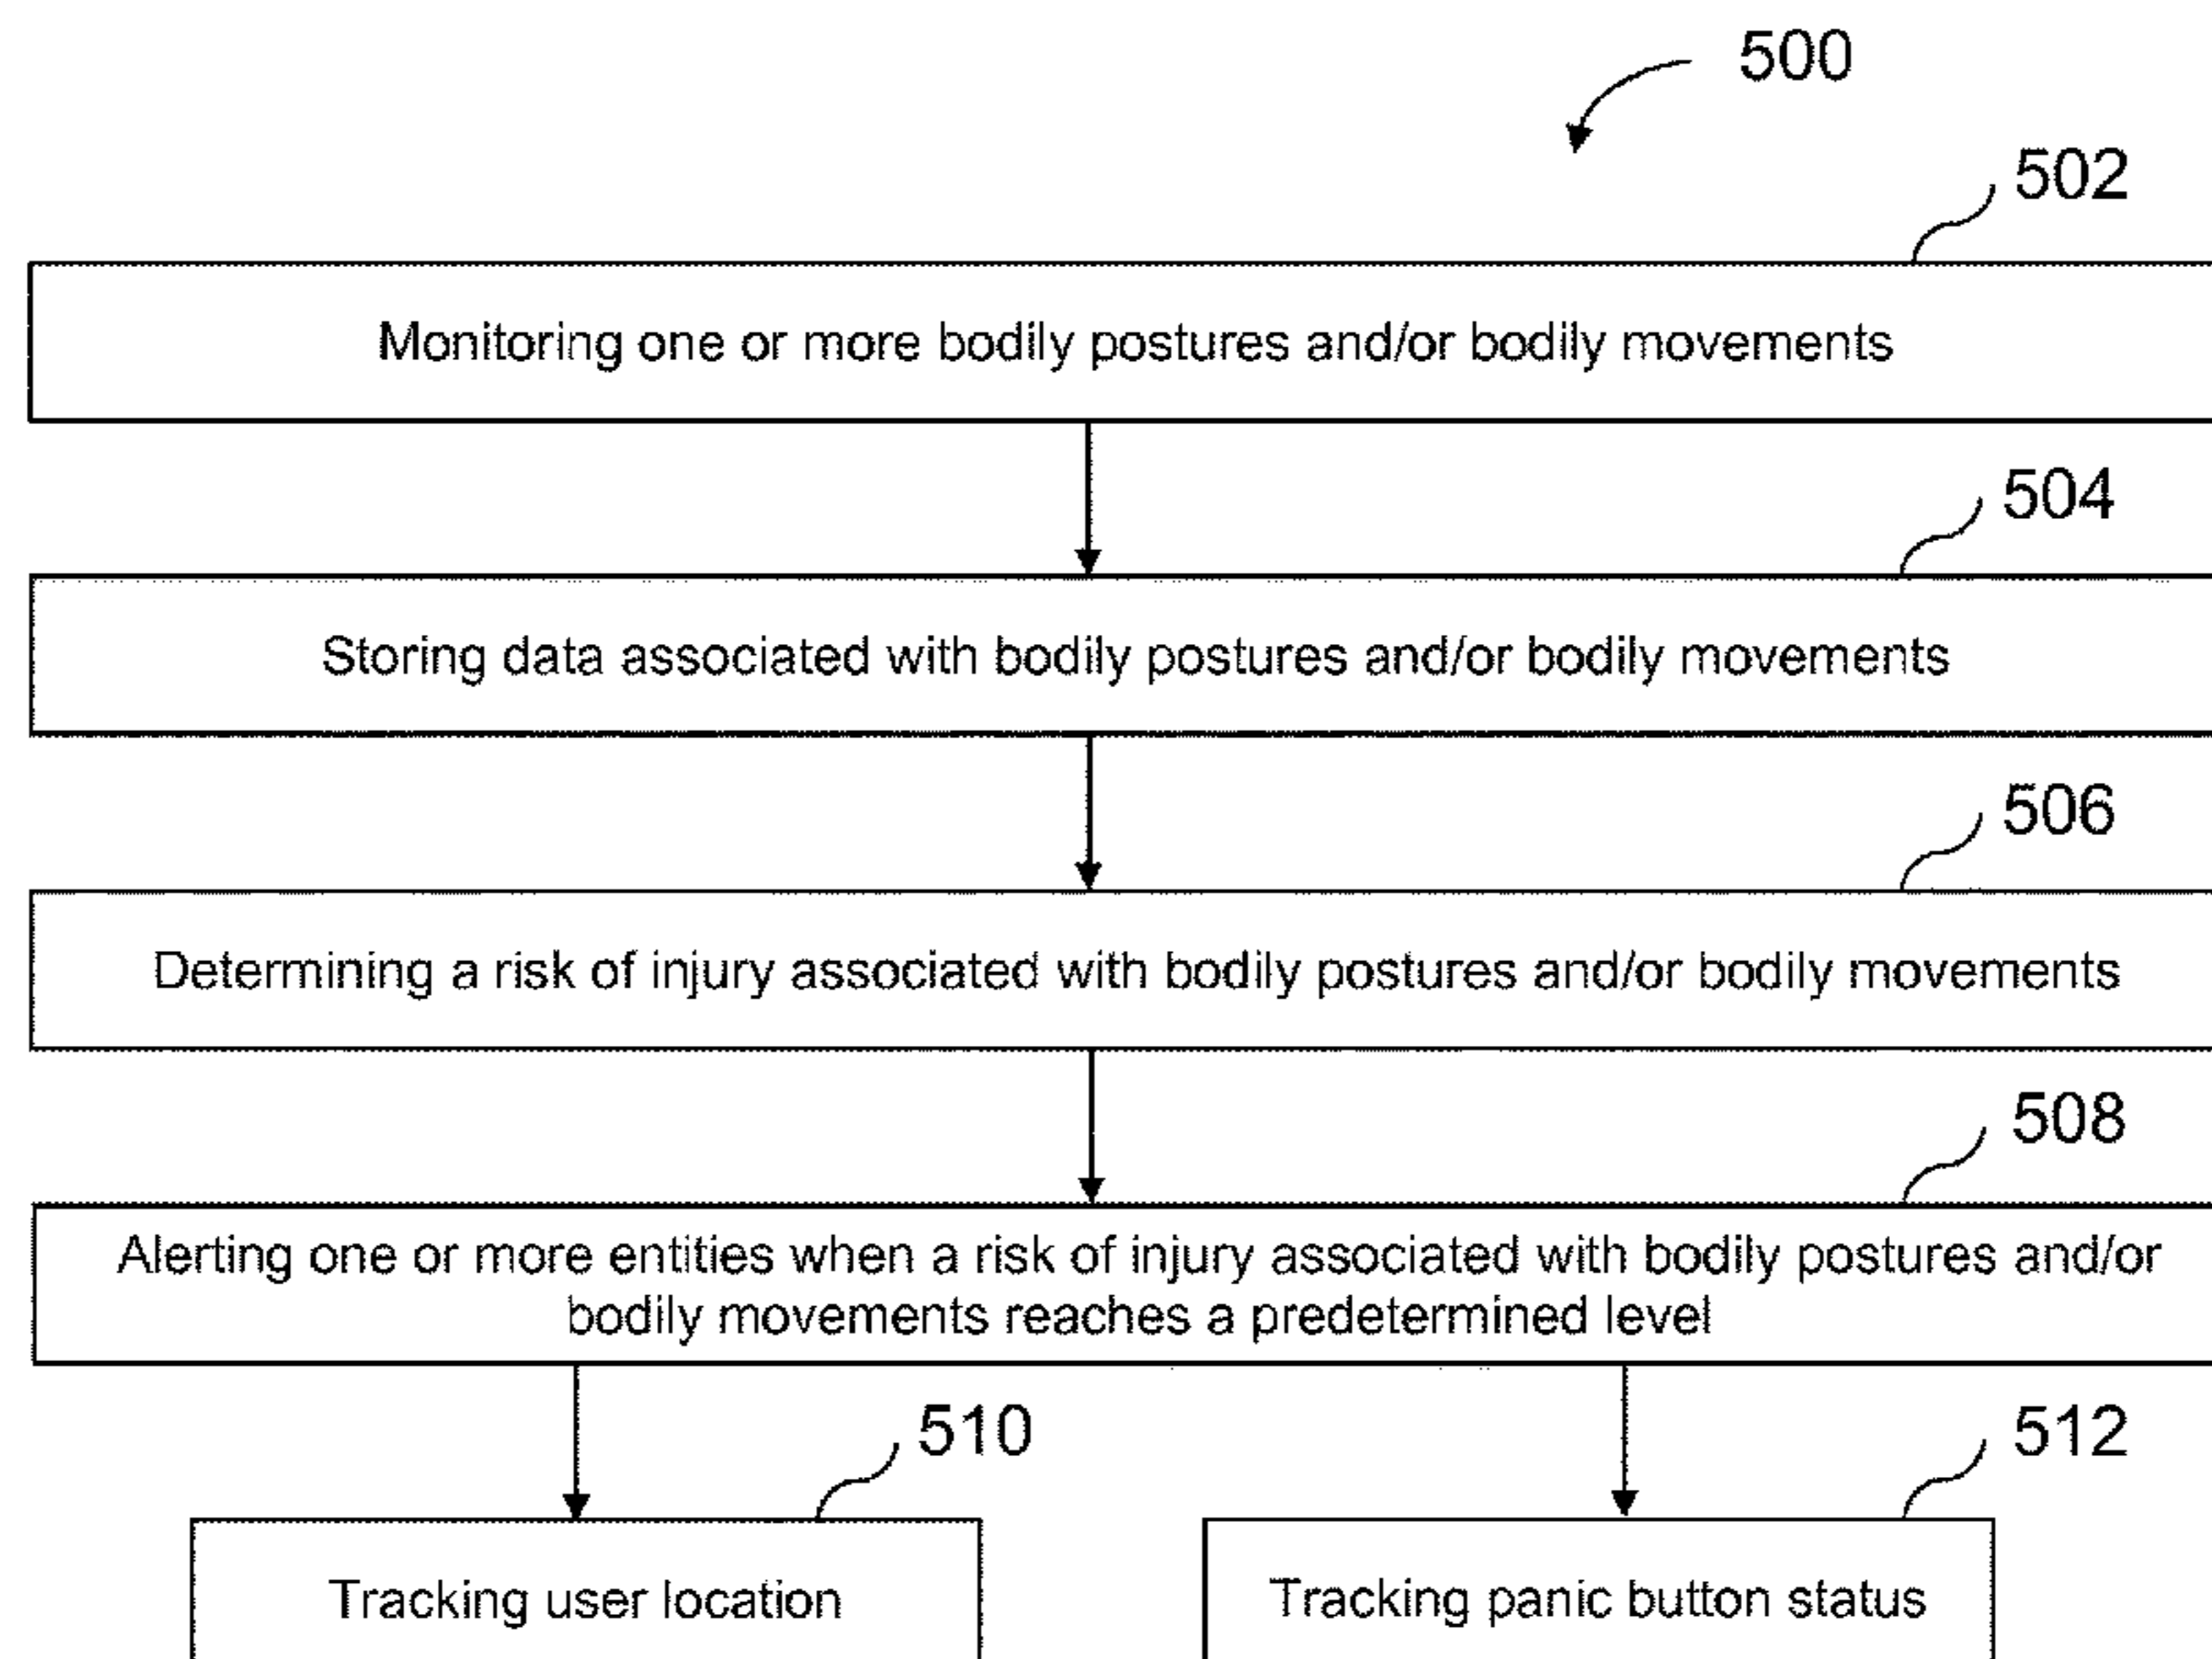 500
502
Monitoring one or more bodily postures and/or bodily movements
504
Storing data associated with bodily postures and/or bodily movements
506
Determining a risk of injury associated with bodily postures and/or bodily movements
508
Alerting one or more entities when a risk of injury associated with bodily postures and/or
bodily movements reaches a predetermined level
510
512
Tracking user location
Tracking panic button status